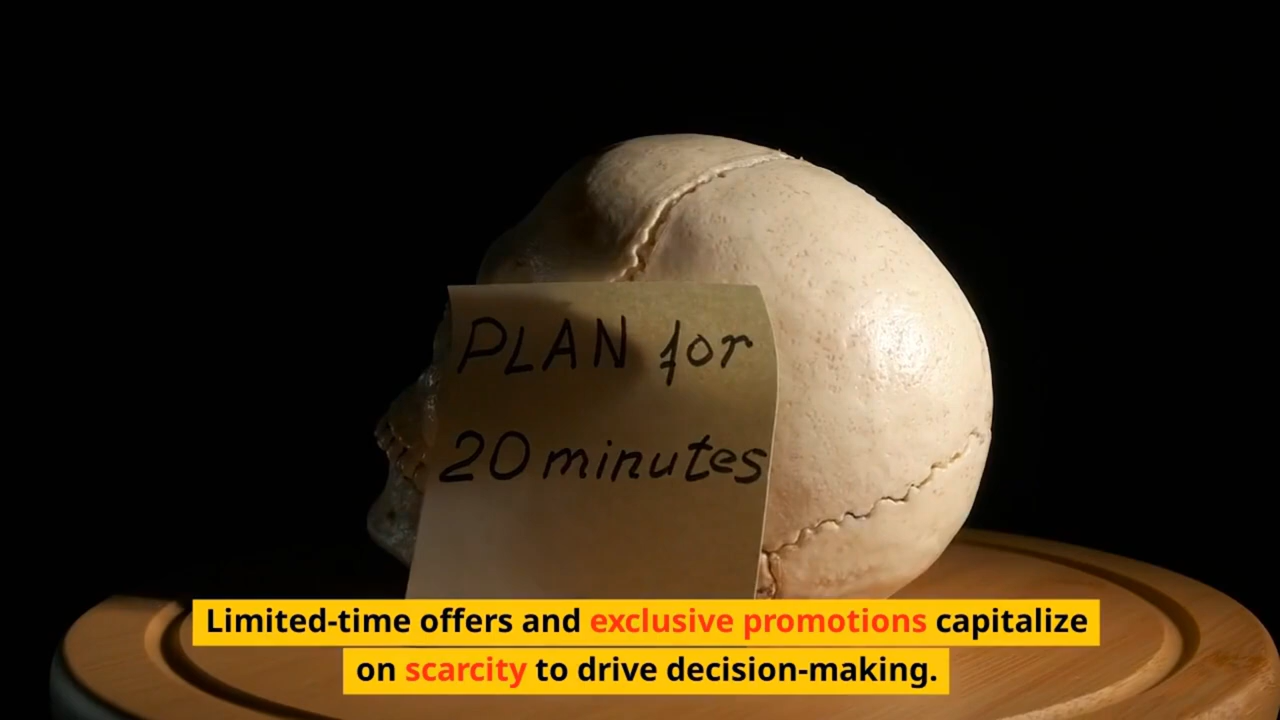 PLAN for
20 minutes
Limited-time offers and exclusive promotions capitalize
on scarcity to drive decision-making.